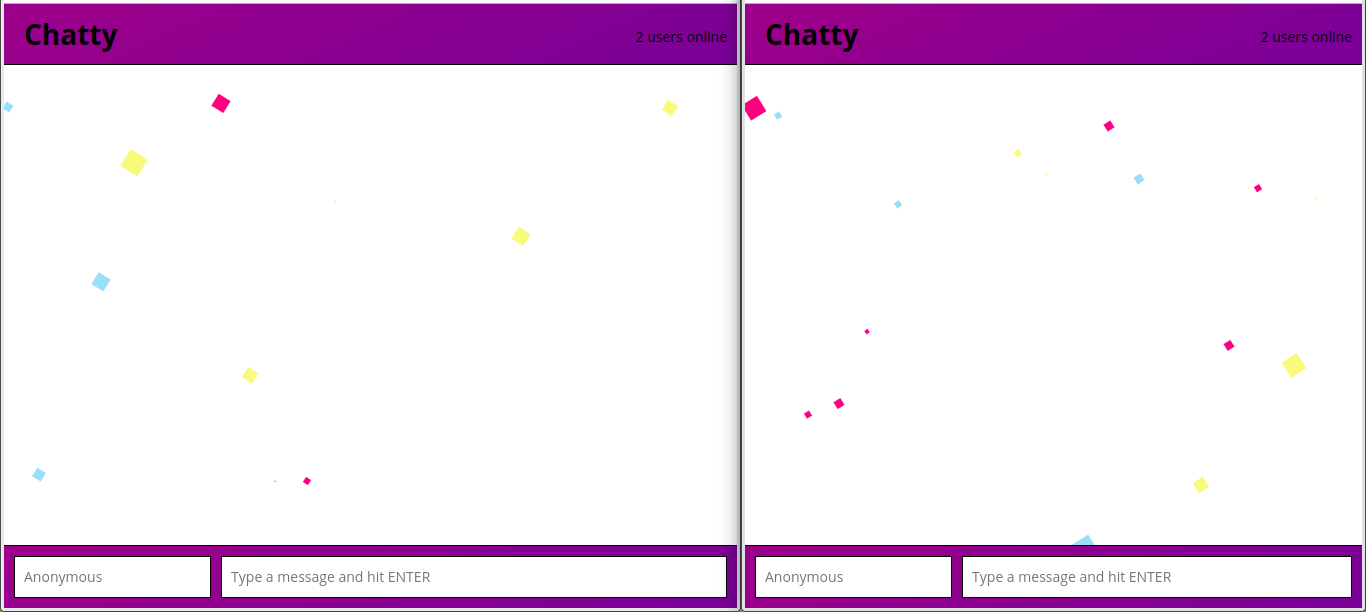 Chatty
2 users online
Anonymous
Type a message and hit ENTER
Chatty
2 users online
Anonymous
Type a message and hit ENTER